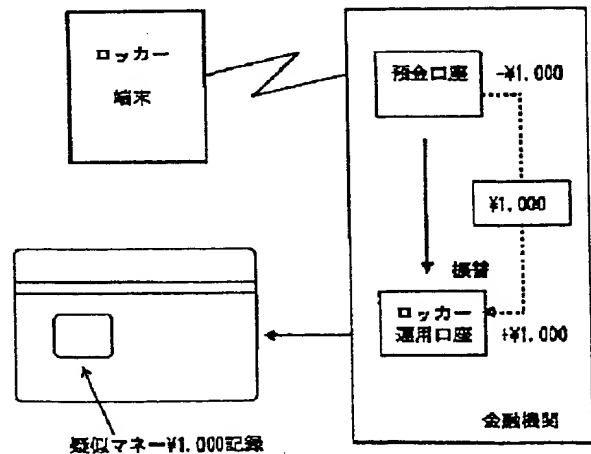 ロッカー
端末
預金口座
-¥1.000
¥1.000
振替
ロッカー
運用口座
+¥1.000
金融機関
疑似マネー¥1.000記録